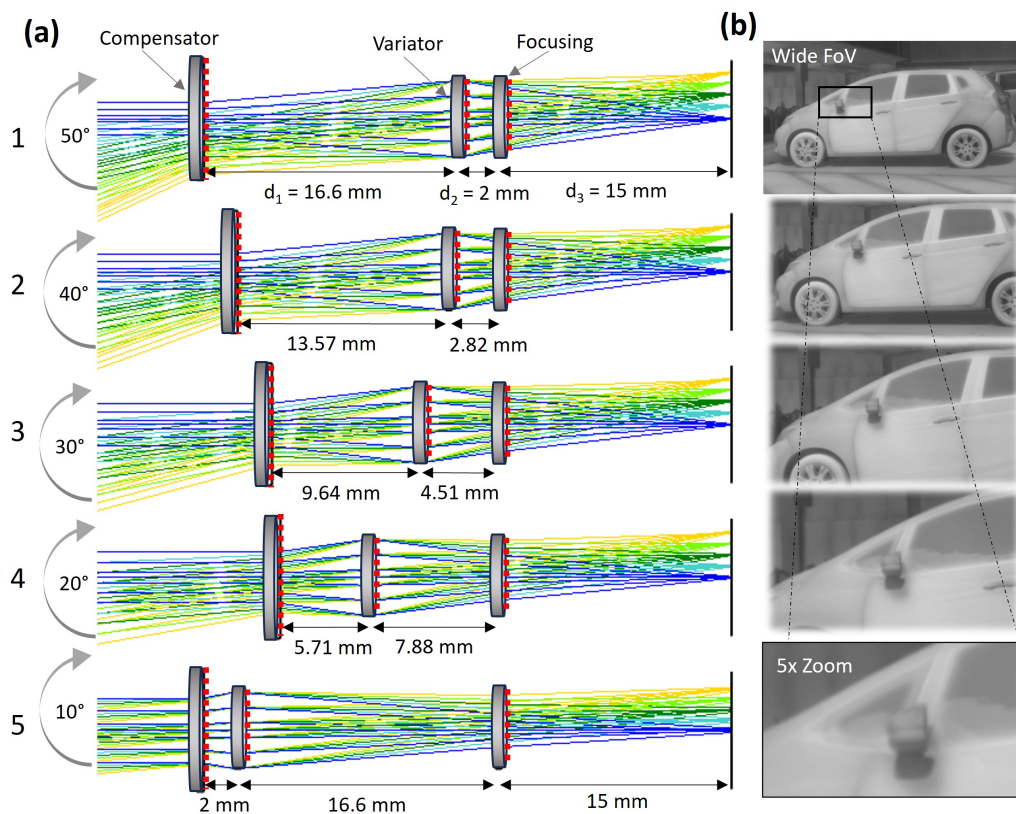 (a)
(b)
Compensator
Variator
Focusing
Wide FoV
1
50°
d₁ = 16.6 mm
d₂ = 2 mm
d₃ = 15 mm
2
40°
13.57 mm
2.82 mm
3
30°
9.64 mm
4.51 mm
4
20°
5.71 mm
7.88 mm
5
10°
5x Zoom
2 mm
16.6 mm
15 mm